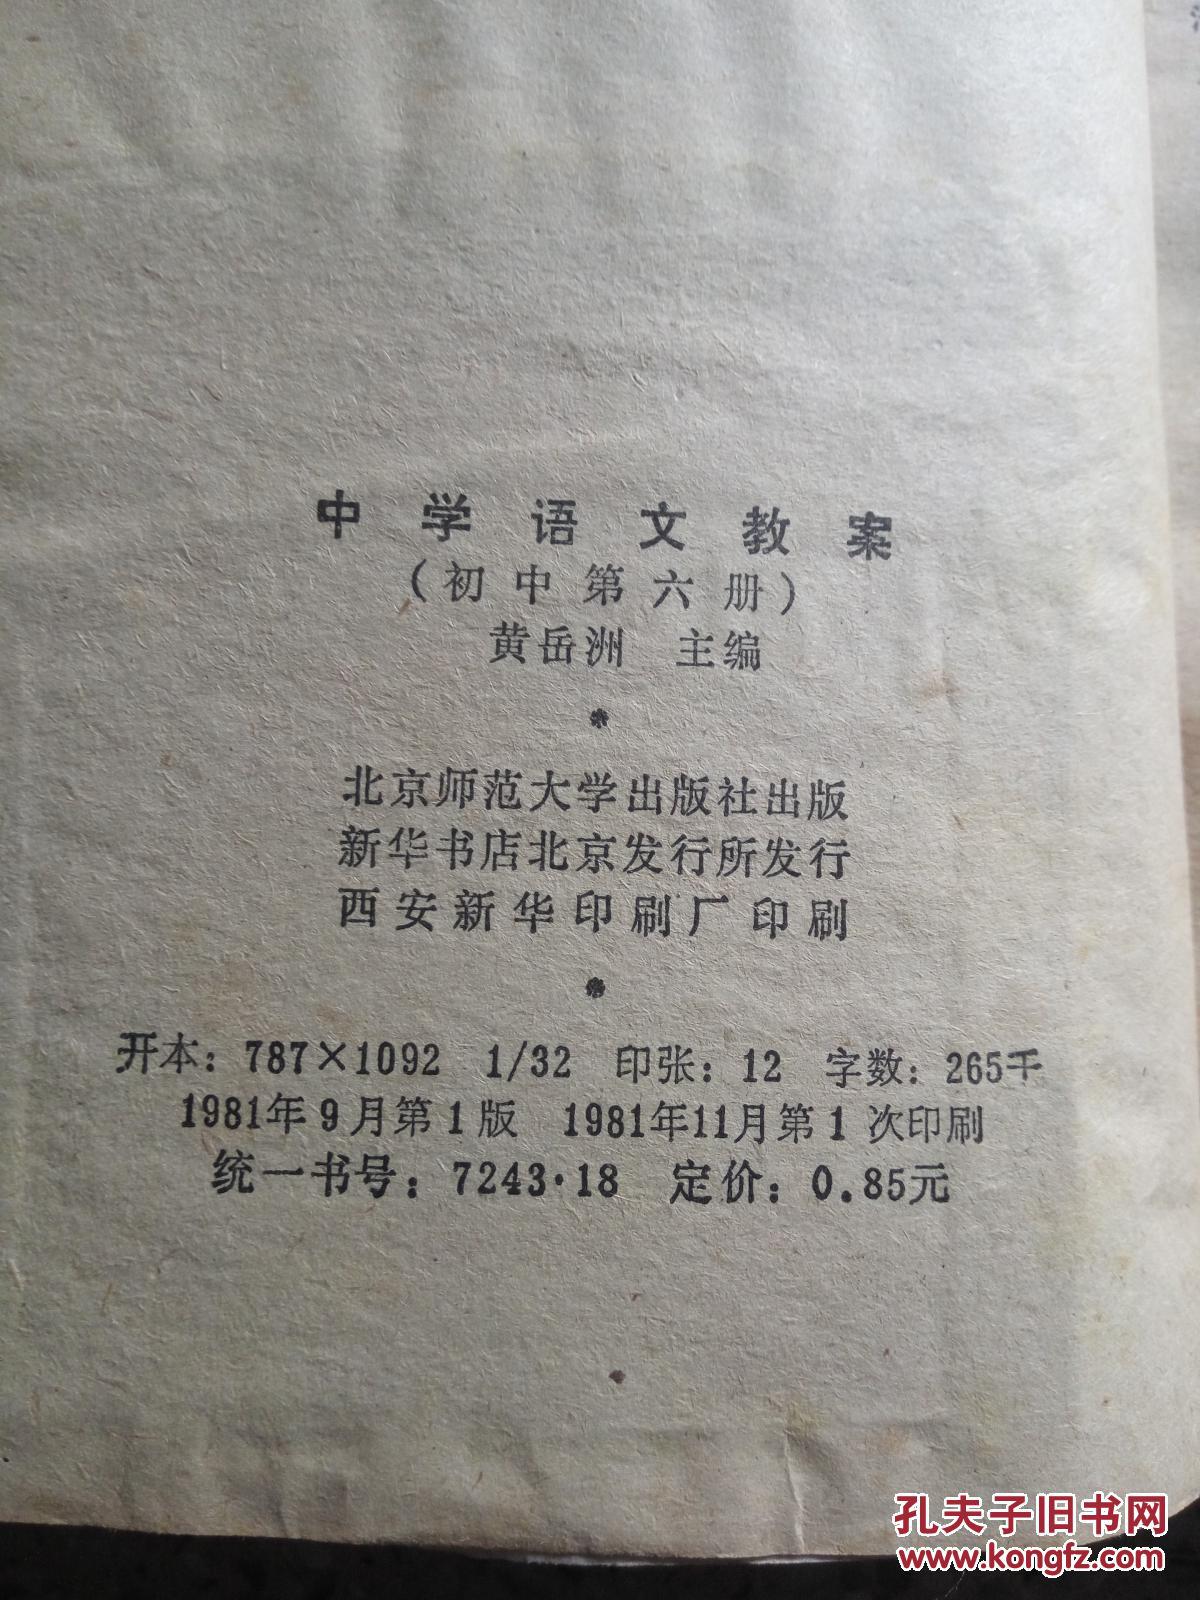 中学语文教案
（初中第六册）
黄岳洲 主编
北京师范大学出版社出版
新华书店北京发行所发行
西安新华印刷厂印刷
开本：787×1092 1/32 印张：12 字数：265千
1981年9月第1版 1981年11月第1次印刷
统一书号：7243·18 定价：0.85元
孔夫子旧书网
www.kongfz.com